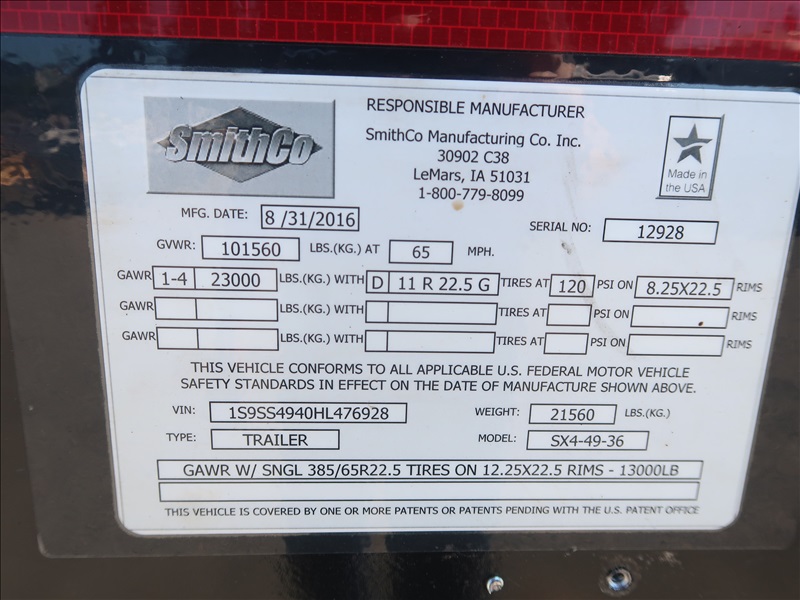 SmithCo
RESPONSIBLE MANUFACTURER
SmithCo Manufacturing Co. Inc.
30902 C38
LeMars, IA 51031
1-800-779-8099
Made in
the USA
MFG. DATE: 8 /31/2016
SERIAL NO: 12928
GVWR: 101560 LBS.(KG.) AT 65 MPH.
GAWR 1-4 23000 LBS.(KG.) WITH D 11 R 22.5 G TIRES AT 120 PSI ON 8.25X22.5 RIMS
GAWR LBS.(KG.) WITH TIRES AT PSI ON RIMS
GAWR LBS.(KG.) WITH TIRES AT PSI ON RIMS
THIS VEHICLE CONFORMS TO ALL APPLICABLE U.S. FEDERAL MOTOR VEHICLE
SAFETY STANDARDS IN EFFECT ON THE DATE OF MANUFACTURE SHOWN ABOVE.
VIN: 1S9SS4940HL476928 WEIGHT: 21560 LBS.(KG.)
TYPE: TRAILER MODEL: SX4-49-36
GAWR W/ SNGL 385/65R22.5 TIRES ON 12.25X22.5 RIMS - 13000LB
THIS VEHICLE IS COVERED BY ONE OR MORE PATENTS OR PATENTS PENDING WITH THE U.S. PATENT OFFICE